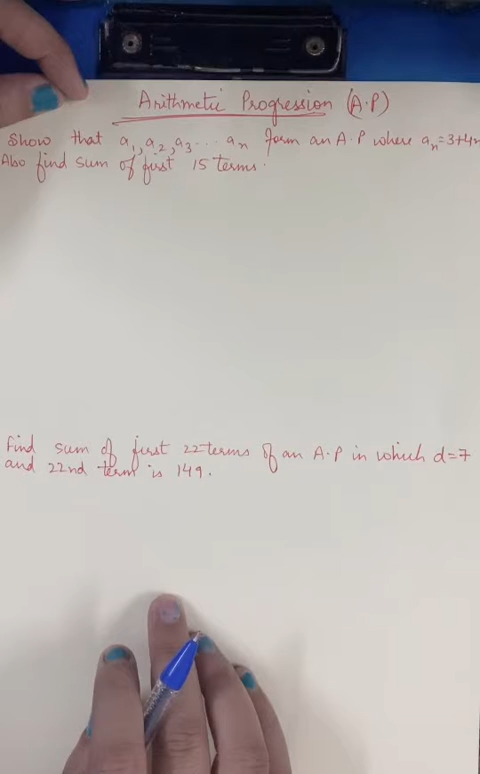 Arithmetic Progression (A.P)
Show that a₁, a₂, a₃ ... aₙ form an A.P where aₙ=3+4n
Also find sum of first 15 terms.
Find sum of first 22 terms of an A.P in which d=7
and 22nd term is 149.